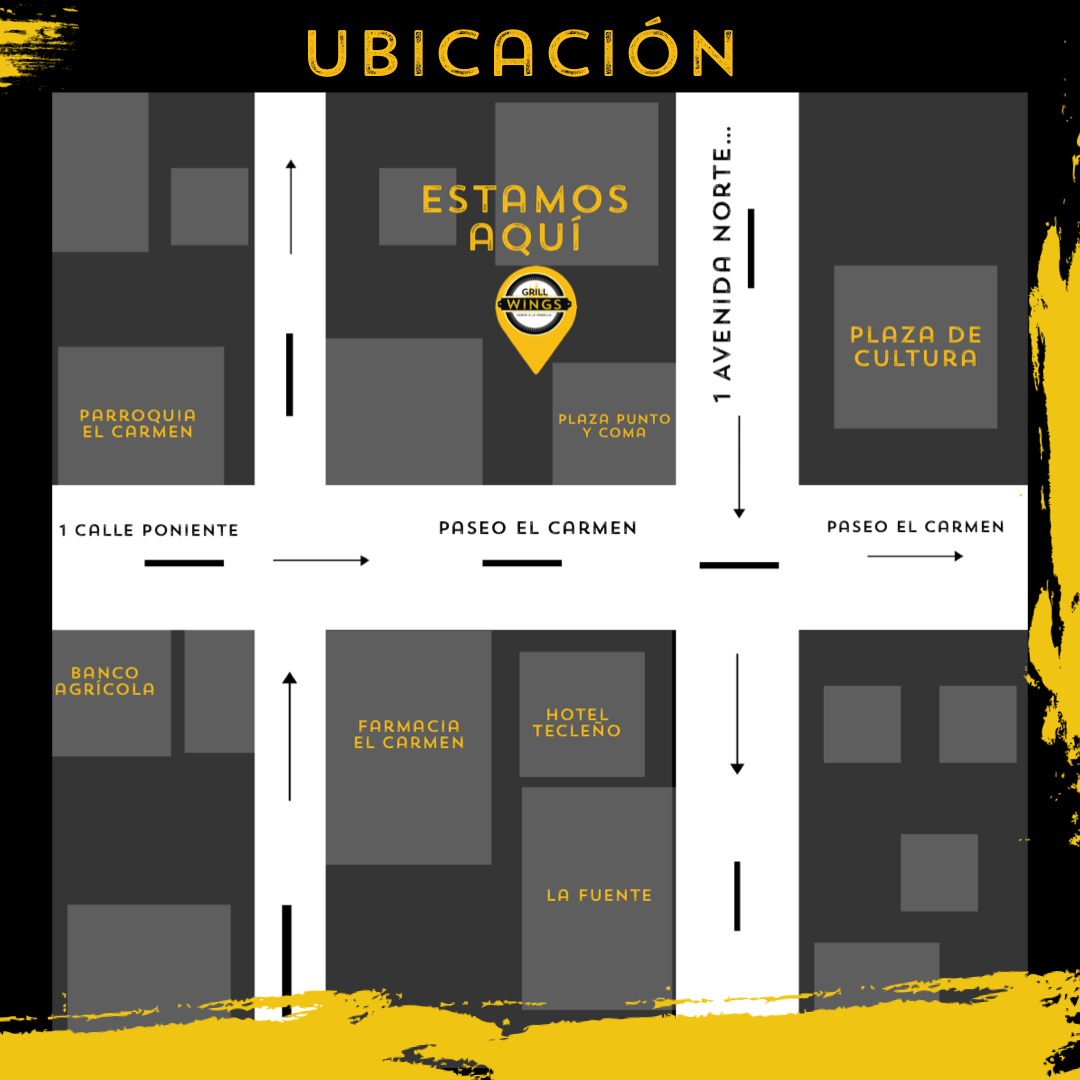 UBICACIÓN
ESTAMOS
AQUÍ
GRILL
WINGS
1 AVENIDA NORTE...
PLAZA DE
CULTURA
PARROQUIA
EL CARMEN
PLAZA PUNTO
Y COMA
1 CALLE PONIENTE
PASEO EL CARMEN
PASEO EL CARMEN
BANCO
AGRÍCOLA
FARMACIA
EL CARMEN
HOTEL
TECLEÑO
LA FUENTE